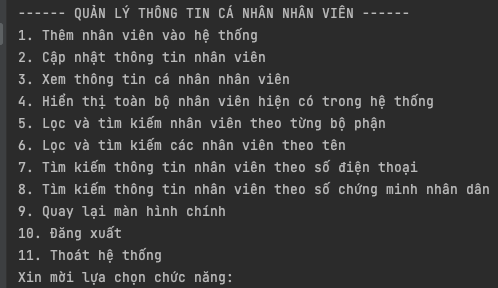 ------ QUẢN LÝ THÔNG TIN CÁ NHÂN NHÂN VIÊN ------
1. Thêm nhân viên vào hệ thống
2. Cập nhật thông tin nhân viên
3. Xem thông tin cá nhân nhân viên
4. Hiển thị toàn bộ nhân viên hiện có trong hệ thống
5. Lọc và tìm kiếm nhân viên theo từng bộ phận
6. Lọc và tìm kiếm các nhân viên theo tên
7. Tìm kiếm thông tin nhân viên theo số điện thoại
8. Tìm kiếm thông tin nhân viên theo số chứng minh nhân dân
9. Quay lại màn hình chính
10. Đăng xuất
11. Thoát hệ thống
Xin mời lựa chọn chức năng: